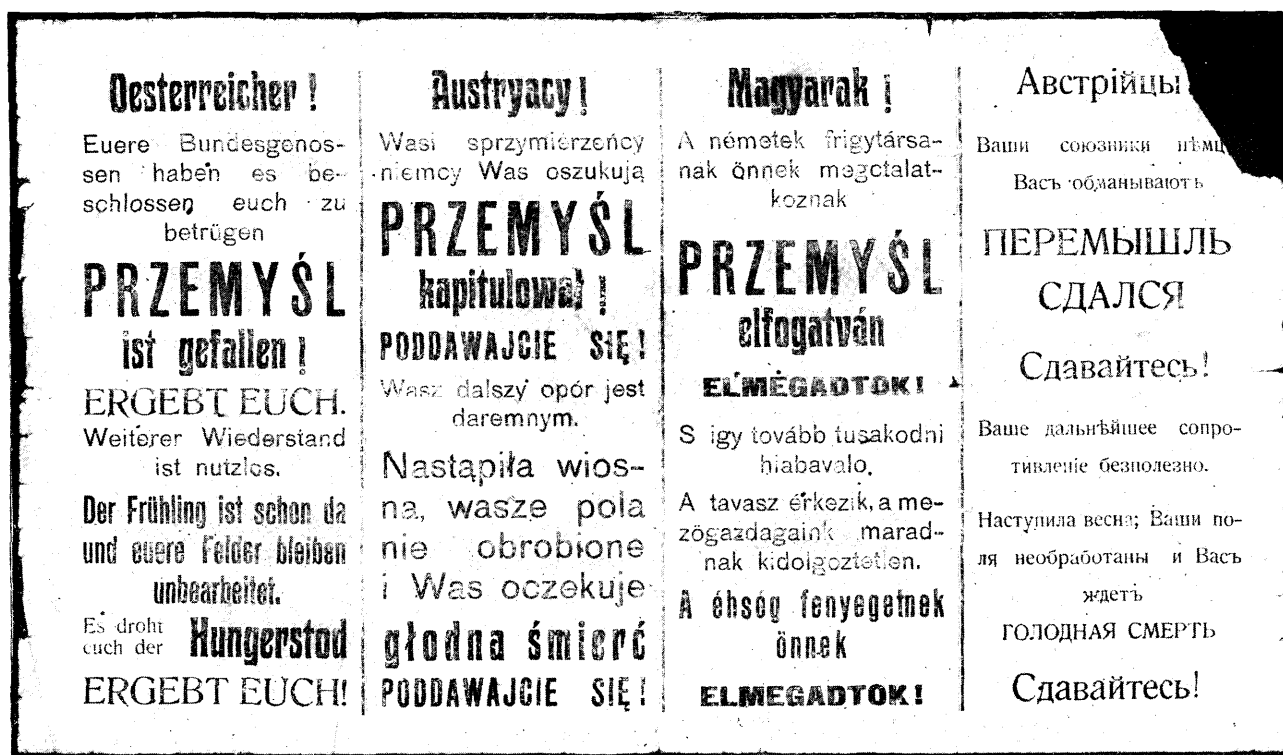 Oesterreicher!
Euere Bundesgenos-
sen haben es be-
schlossen euch zu
betrügen
PRZEMYŚL
ist gefallen!
ERGEBT EUCH.
Weiterer Wiederstand
ist nutzlos.
Der Frühling ist schon da
und euere Felder bleiben
unbearbeitet.
Es droht
euch der Hungerstod
ERGEBT EUCH!
Austryacy!
Wasi sprzymierzeńcy
niemcy Was oszukują
PRZEMYŚL
kapitulował!
PODDAWAJCIE SIĘ!
Wasz dalszy opór jest
daremnym.
Nastąpiła wios-
na, wasze pola
nie obrobione
i Was oczekuje
głodna śmierć
PODDAWAJCIE SIĘ!
Magyarak!
A németek frigytársa-
nak önnek megctalat-
koznak
PRZEMYŚL
elfogatván
ELMÉGADTOK!
S igy tovább tusakodni
hiabavalo.
A tavasz érkezik, a me-
zögazdagaink marad-
nak kidolgoztetlen.
A éhség fenyegetnek
önnek
ELMEGADTOK!
Австрійцы
Ваши союзники
Васъ обманываютъ
ПЕРЕМЫШЛЬ
СДАЛСЯ
Сдавайтесь!
Ваше дальнѣйшее сопро-
тивленіе безполезно.
Наступила весна; Ваши по-
ля необработаны и Васъ
ждетъ
ГОЛОДНАЯ СМЕРТЬ
Сдавайтесь!